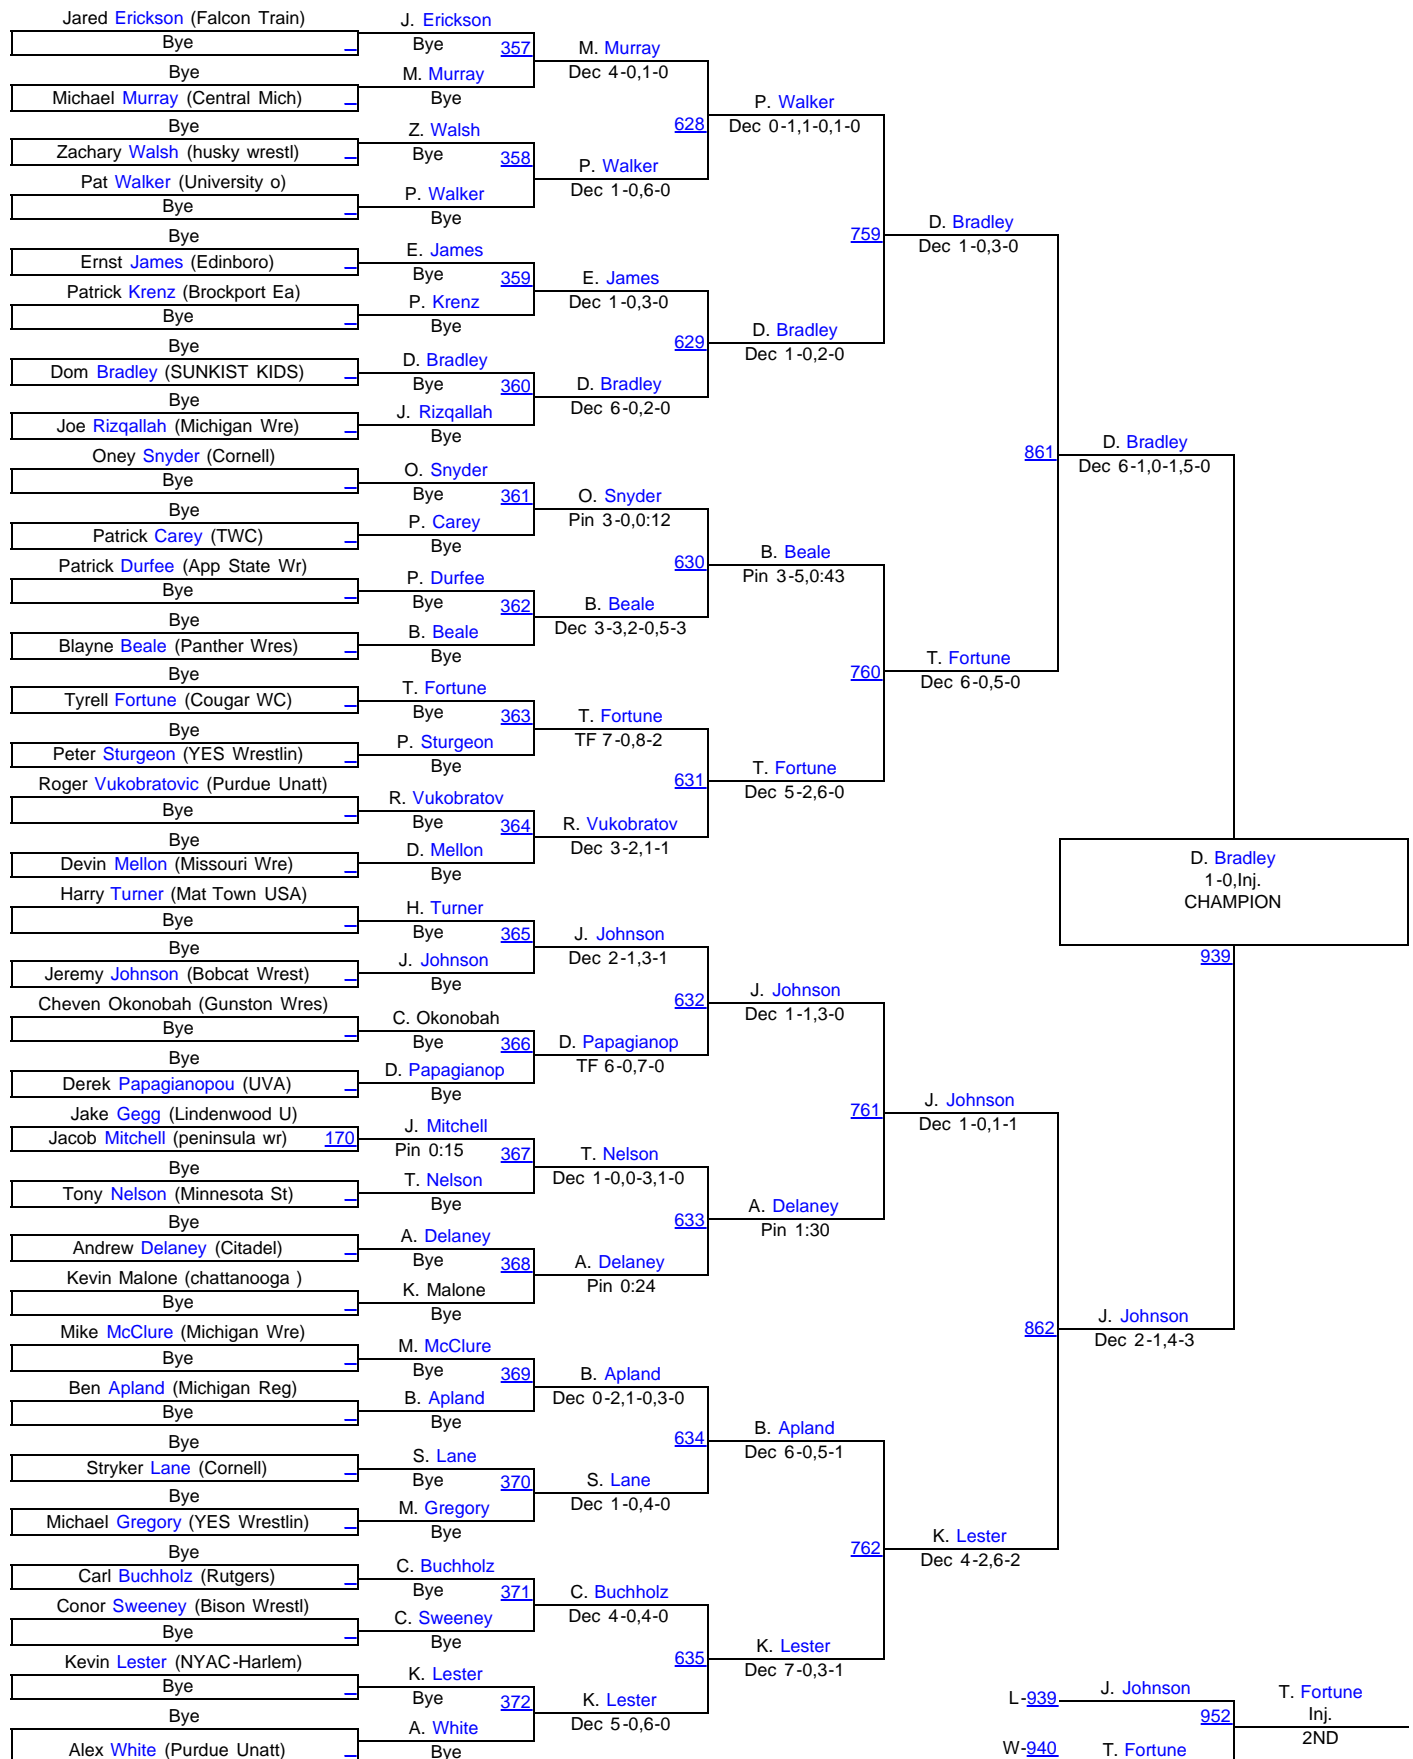 Jared Erickson (Falcon Train)
Bye
Bye
Michael Murray (Central Mich)
Bye
Zachary Walsh (husky wrestl)
Pat Walker (University o)
Bye
Bye
Ernst James (Edinboro)
Patrick Krenz (Brockport Ea)
Bye
Bye
Dom Bradley (SUNKIST KIDS)
Bye
Joe Rizqallah (Michigan Wre)
Oney Snyder (Cornell)
Bye
Bye
Patrick Carey (TWC)
Patrick Durfee (App State Wr)
Bye
Bye
Blayne Beale (Panther Wres)
Bye
Tyrell Fortune (Cougar WC)
Bye
Peter Sturgeon (YES Wrestlin)
Roger Vukobratovic (Purdue Unatt)
Bye
Bye
Devin Mellon (Missouri Wre)
Harry Turner (Mat Town USA)
Bye
Bye
Jeremy Johnson (Bobcat Wrest)
Cheven Okonobah (Gunston Wres)
Bye
Bye
Derek Papagianopou (UVA)
Jake Gegg (Lindenwood U)
Jacob Mitchell (peninsula wr) 170
Bye
Tony Nelson (Minnesota St)
Bye
Andrew Delaney (Citadel)
Kevin Malone (chattanooga )
Bye
Mike McClure (Michigan Wre)
Bye
Ben Apland (Michigan Reg)
Bye
Bye
Stryker Lane (Cornell)
Bye
Michael Gregory (YES Wrestlin)
Bye
Carl Buchholz (Rutgers)
Conor Sweeney (Bison Wrestl)
Bye
Kevin Lester (NYAC-Harlem)
Bye
Bye
Alex White (Purdue Unatt)
J. Erickson
Bye 357
M. Murray
Bye
Z. Walsh
Bye 358
P. Walker
Bye
E. James
Bye 359
P. Krenz
Bye
D. Bradley
Bye 360
J. Rizqallah
Bye
O. Snyder
Bye 361
P. Carey
Bye
P. Durfee
Bye 362
B. Beale
Bye
T. Fortune
Bye 363
P. Sturgeon
Bye
R. Vukobratov
Bye 364
D. Mellon
Bye
H. Turner
Bye 365
J. Johnson
Bye
C. Okonobah
Bye 366
D. Papagianop
Bye
J. Mitchell
Pin 0:15 367
T. Nelson
Bye
A. Delaney
Bye 368
K. Malone
Bye
M. McClure
Bye 369
B. Apland
Bye
S. Lane
Bye 370
M. Gregory
Bye
C. Buchholz
Bye 371
C. Sweeney
Bye
K. Lester
Bye 372
A. White
Bye
M. Murray
Dec 4-0,1-0
628
P. Walker
Dec 1-0,6-0
E. James
Dec 1-0,3-0
629
D. Bradley
Dec 6-0,2-0
O. Snyder
Pin 3-0,0:12
630
B. Beale
Dec 3-3,2-0,5-3
T. Fortune
TF 7-0,8-2
631
R. Vukobratov
Dec 3-2,1-1
J. Johnson
Dec 2-1,3-1
632
D. Papagianop
TF 6-0,7-0
T. Nelson
Dec 1-0,0-3,1-0
633
A. Delaney
Pin 0:24
B. Apland
Dec 0-2,1-0,3-0
634
S. Lane
Dec 1-0,4-0
C. Buchholz
Dec 4-0,4-0
635
K. Lester
Dec 5-0,6-0
P. Walker
Dec 0-1,1-0,1-0
759
D. Bradley
Dec 1-0,2-0
B. Beale
Pin 3-5,0:43
760
T. Fortune
Dec 5-2,6-0
J. Johnson
Dec 1-1,3-0
761
A. Delaney
Pin 1:30
B. Apland
Dec 6-0,5-1
762
K. Lester
Dec 7-0,3-1
D. Bradley
Dec 1-0,3-0
861
T. Fortune
Dec 6-0,5-0
J. Johnson
Dec 1-0,1-1
862
K. Lester
Dec 4-2,6-2
D. Bradley
Dec 6-1,0-1,5-0
D. Bradley
1-0,Inj.
CHAMPION
939
J. Johnson
Dec 2-1,4-3
L-939 J. Johnson
952
W-940 T. Fortune
T. Fortune
Inj.
2ND